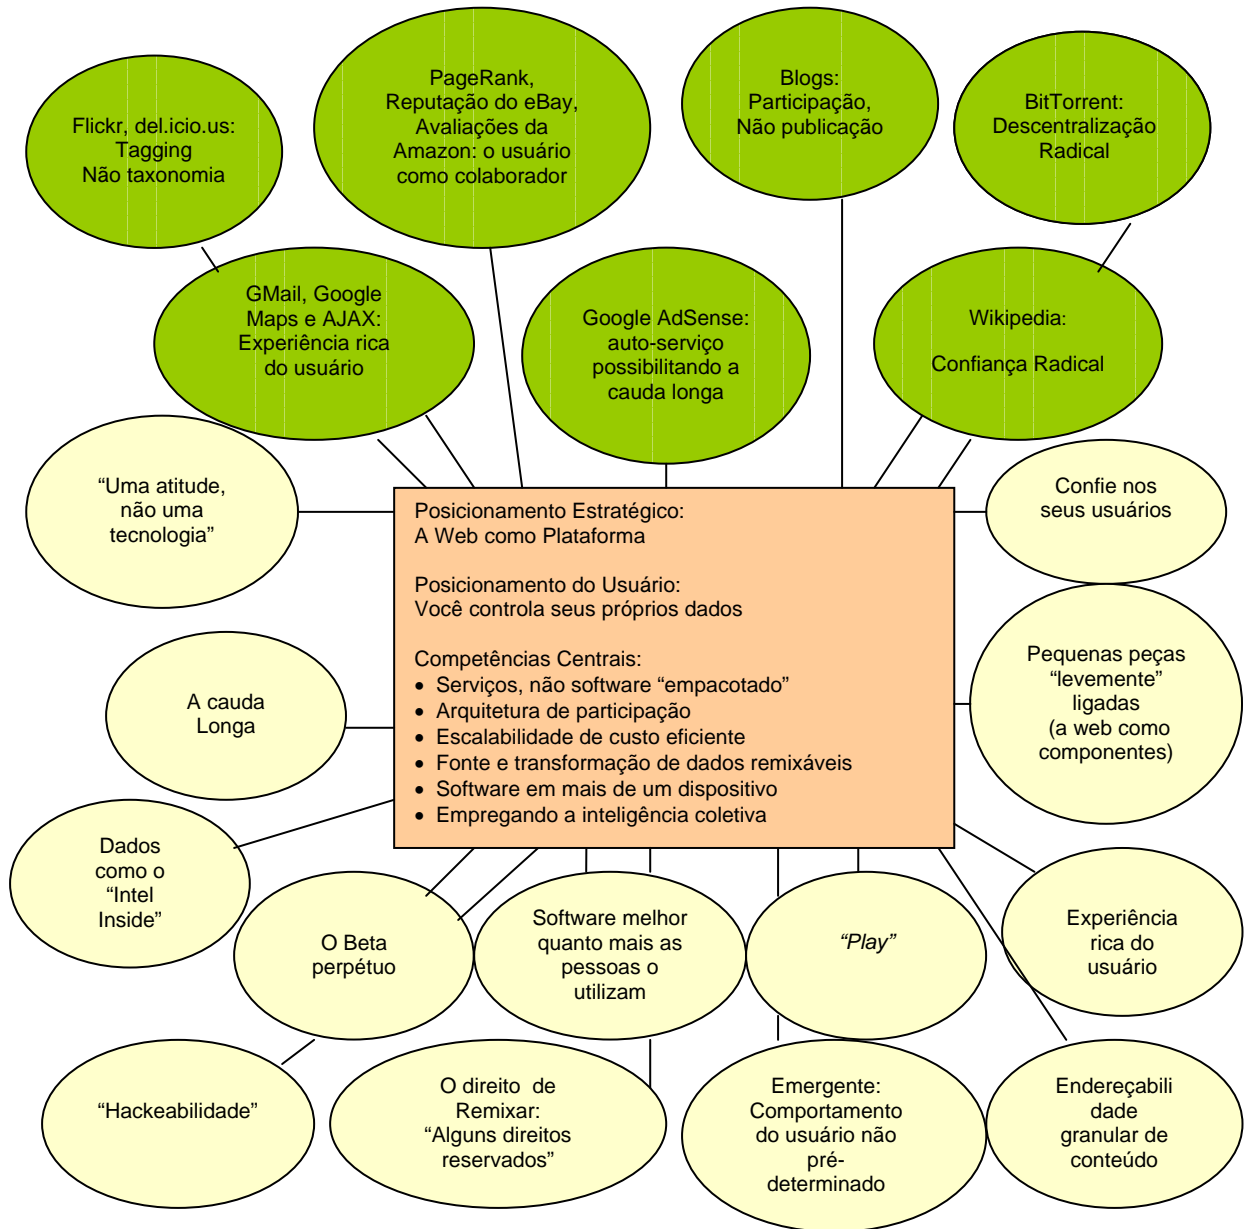 Flickr, del.icio.us:
Tagging
Não taxonomia
PageRank,
Reputação do eBay,
Avaliações da
Amazon: o usuário
como colaborador
Blogs:
Participação,
Não publicação
BitTorrent:
Descentralização
Radical
GMail, Google
Maps e AJAX:
Experiência rica
do usuário
Google AdSense:
auto-serviço
possibilitando a
cauda longa
Wikipedia:
Confiança Radical
“Uma atitude,
não uma
tecnologia”
Posicionamento Estratégico:
A Web como Plataforma
Posicionamento do Usuário:
Você controla seus próprios dados
Competências Centrais:
• Serviços, não software “empacotado”
• Arquitetura de participação
• Escalabilidade de custo eficiente
• Fonte e transformação de dados remixáveis
• Software em mais de um dispositivo
• Empregando a inteligência coletiva
Confie nos
seus usuários
A cauda
Longa
Pequenas peças
“levemente”
ligadas
(a web como
componentes)
Dados
como o
“Intel
Inside”
O Beta
perpétuo
Software melhor
quanto mais as
pessoas o
utilizam
“Play”
Experiência
rica do
usuário
“Hackeabilidade”
O direito de
Remixar:
“Alguns direitos
reservados”
Emergente:
Comportamento
do usuário não
pré-
determinado
Endereçabili
dade
granular de
conteúdo